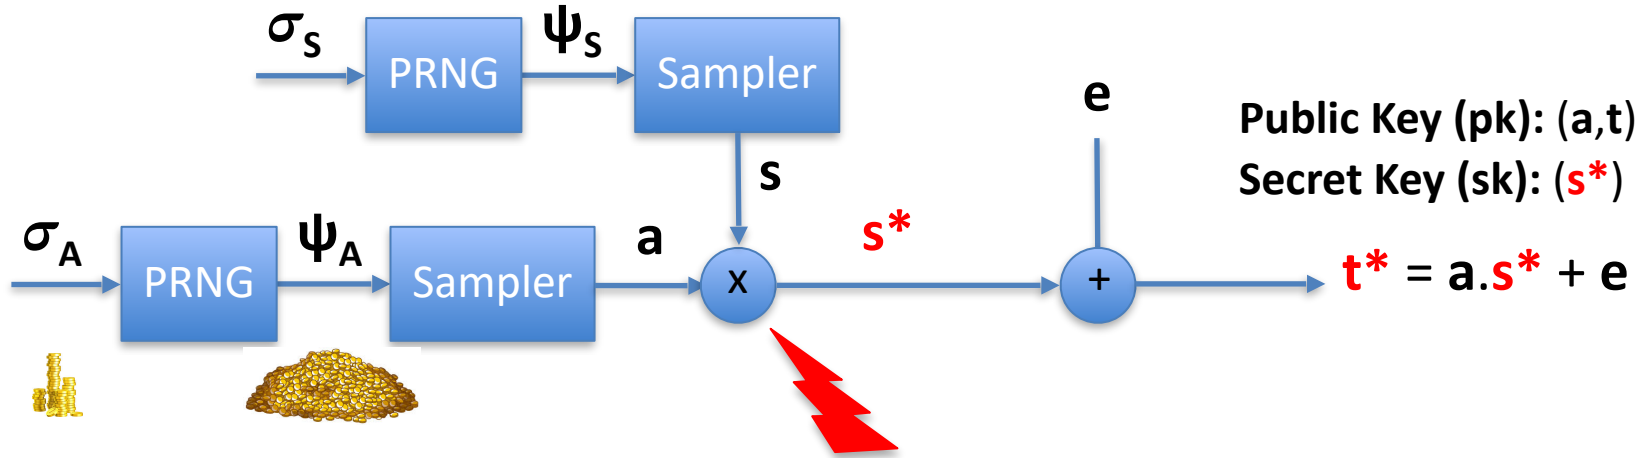 σS
PRNG
ψS
Sampler
s
e
Public Key (pk): (a,t)
Secret Key (sk): (s*)
σA
PRNG
ψA
Sampler
a
x
s*
+
t* = a.s* + e